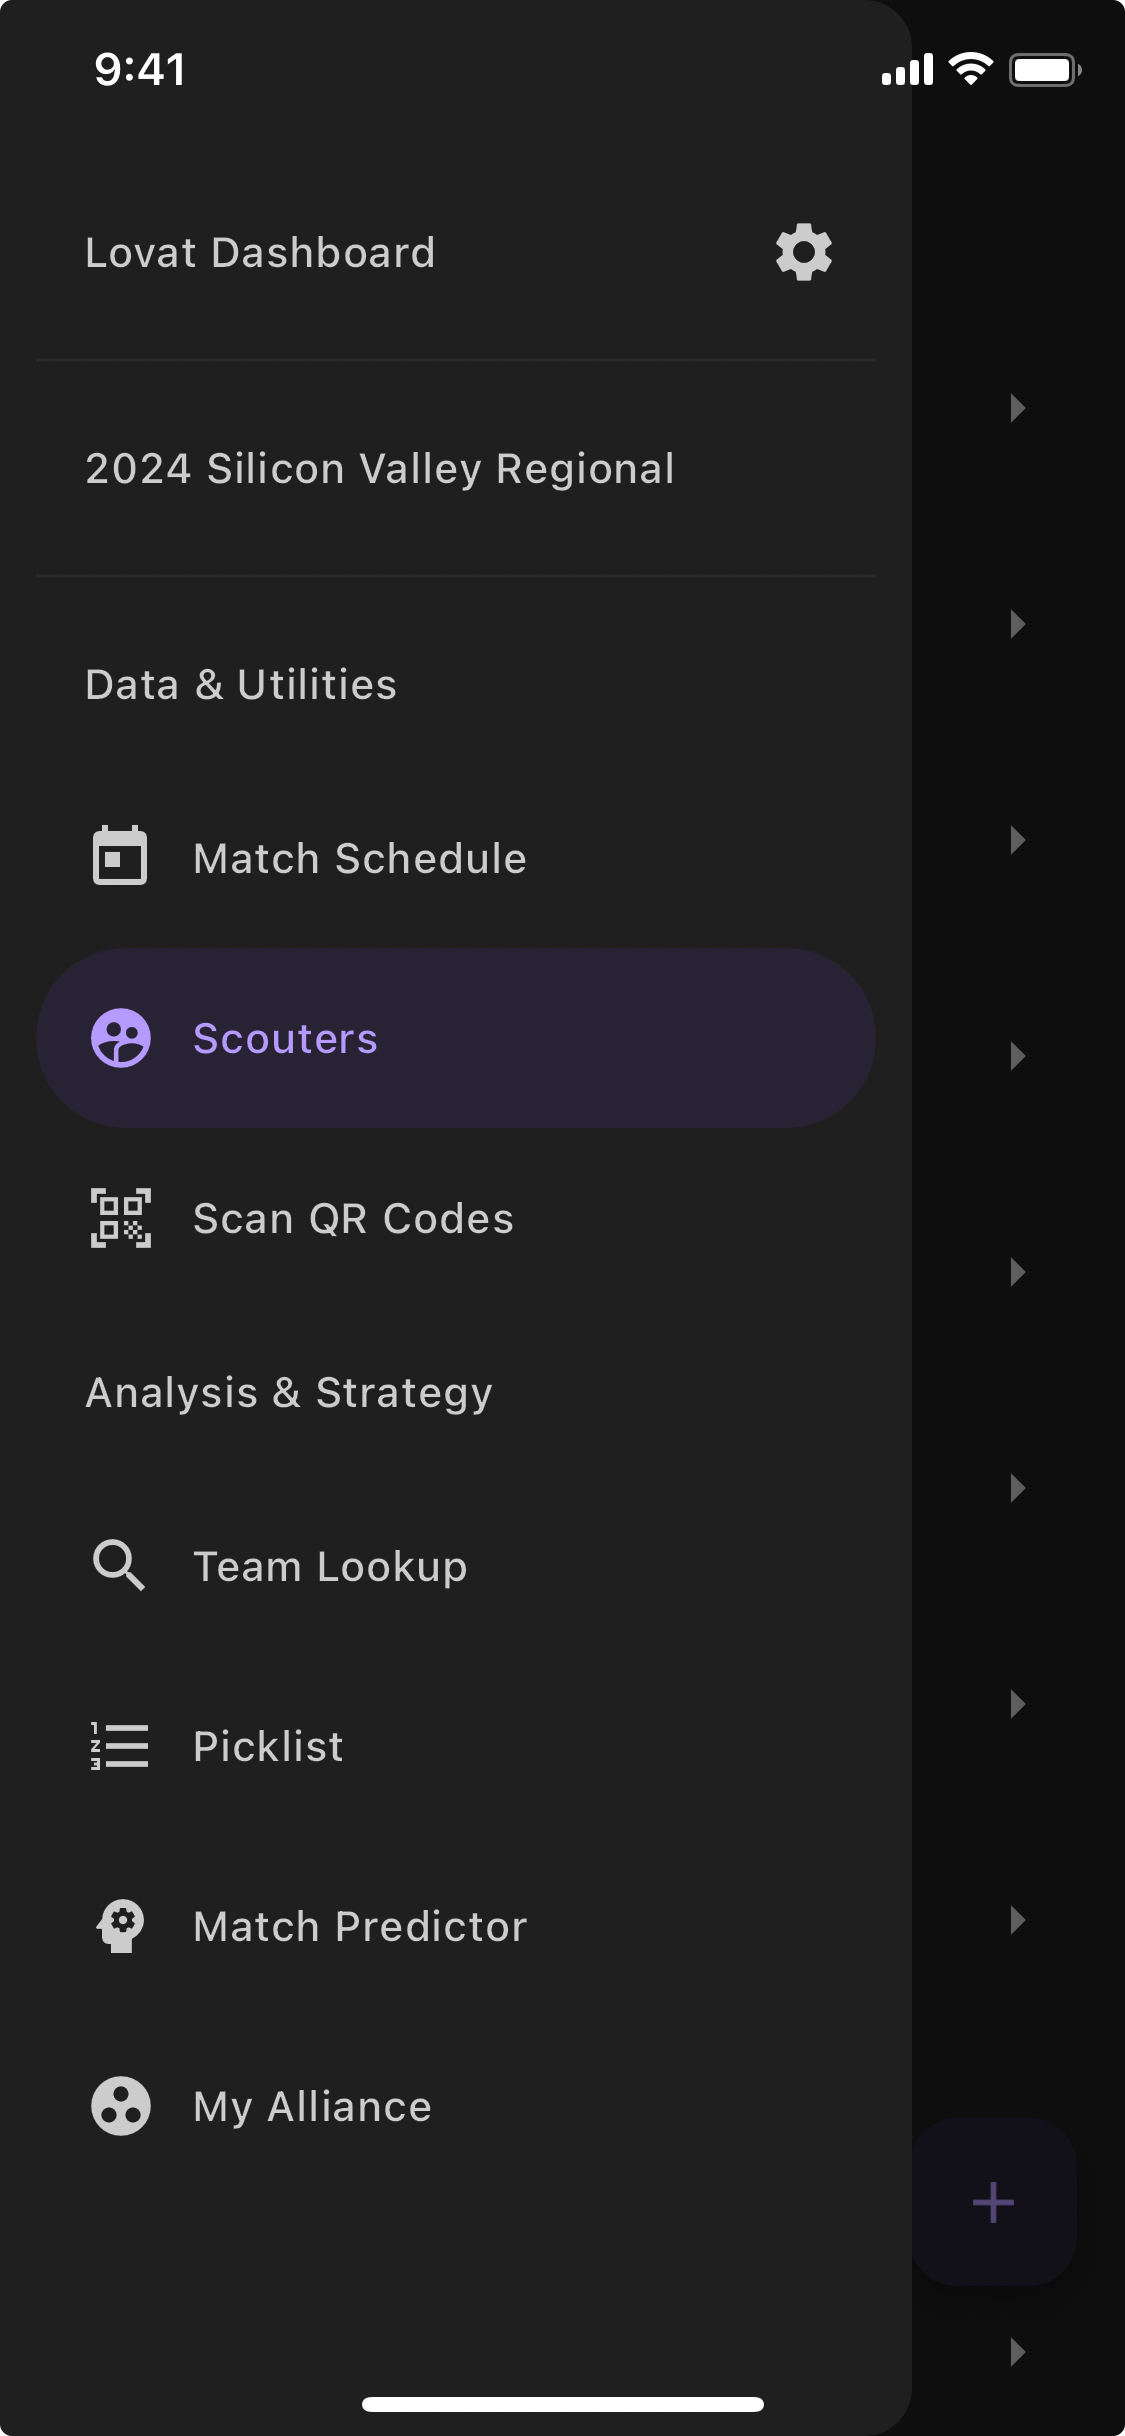 9:41
Lovat Dashboard
2024 Silicon Valley Regional
Data & Utilities
Match Schedule
Scouters
Scan QR Codes
Analysis & Strategy
Team Lookup
Picklist
Match Predictor
My Alliance